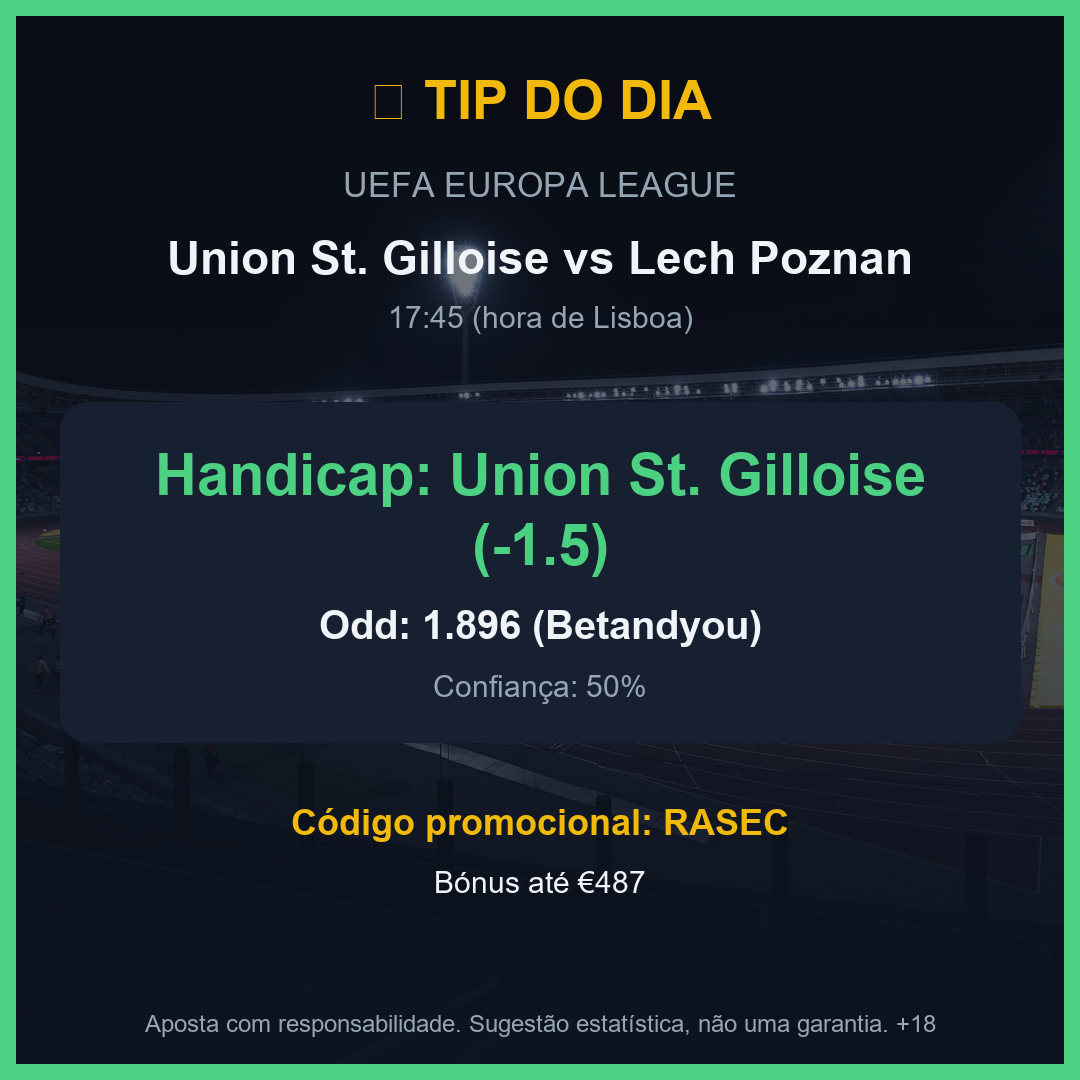 TIP DO DIA
UEFA EUROPA LEAGUE
Union St. Gilloise vs Lech Poznan
17:45 (hora de Lisboa)
Handicap: Union St. Gilloise
(-1.5)
Odd: 1.896 (Betandyou)
Confiança: 50%
Código promocional: RASEC
Bónus até €487
Aposta com responsabilidade. Sugestão estatística, não uma garantia. +18